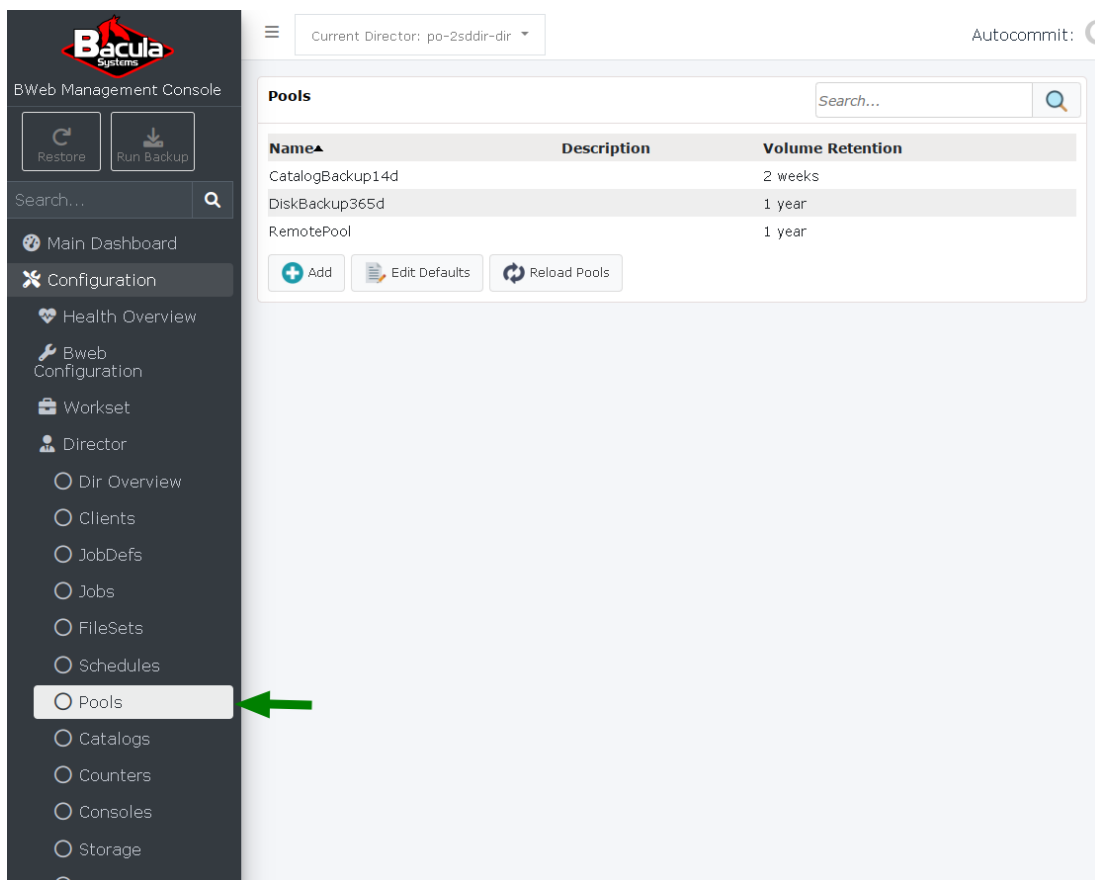 Bacula
Systems
BWeb Management Console
Restore
Run Backup
Search...
Main Dashboard
Configuration
Health Overview
Bweb
Configuration
Workset
Director
Dir Overview
Clients
JobDefs
Jobs
FileSets
Schedules
Pools
Catalogs
Counters
Consoles
Storage
Current Director: po-2sddir-dir
Autocommit:
Pools
Search...
Name Description Volume Retention
CatalogBackup14d 2 weeks
DiskBackup365d 1 year
RemotePool 1 year
Add Edit Defaults Reload Pools